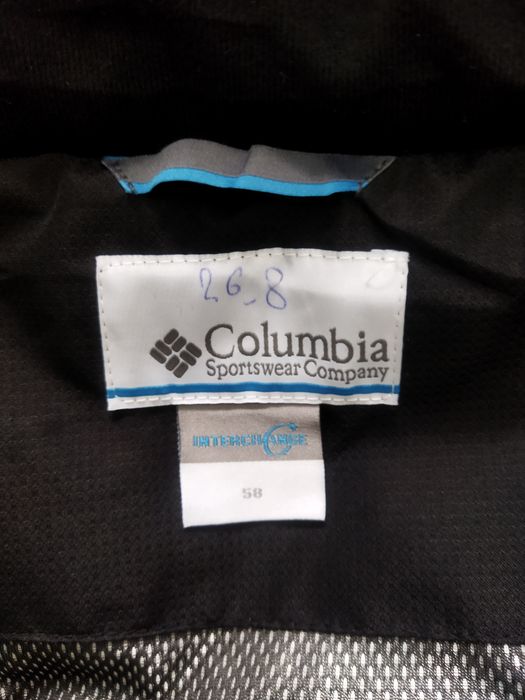 26-8
Columbia
Sportswear Company
INTERCHANGE
58